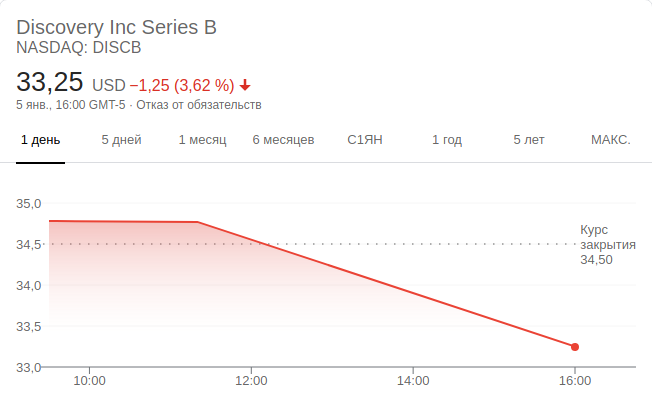 Discovery Inc Series B
NASDAQ: DISCB
33,25 USD −1,25 (3,62 %)
5 янв., 16:00 GMT-5 · Отказ от обязательств
1 день 5 дней 1 месяц 6 месяцев С1ЯН 1 год 5 лет МАКС.
35,0
Курс
34,5 закрытия
34,50
34,0
33,5
33,0
10:00 12:00 14:00 16:00